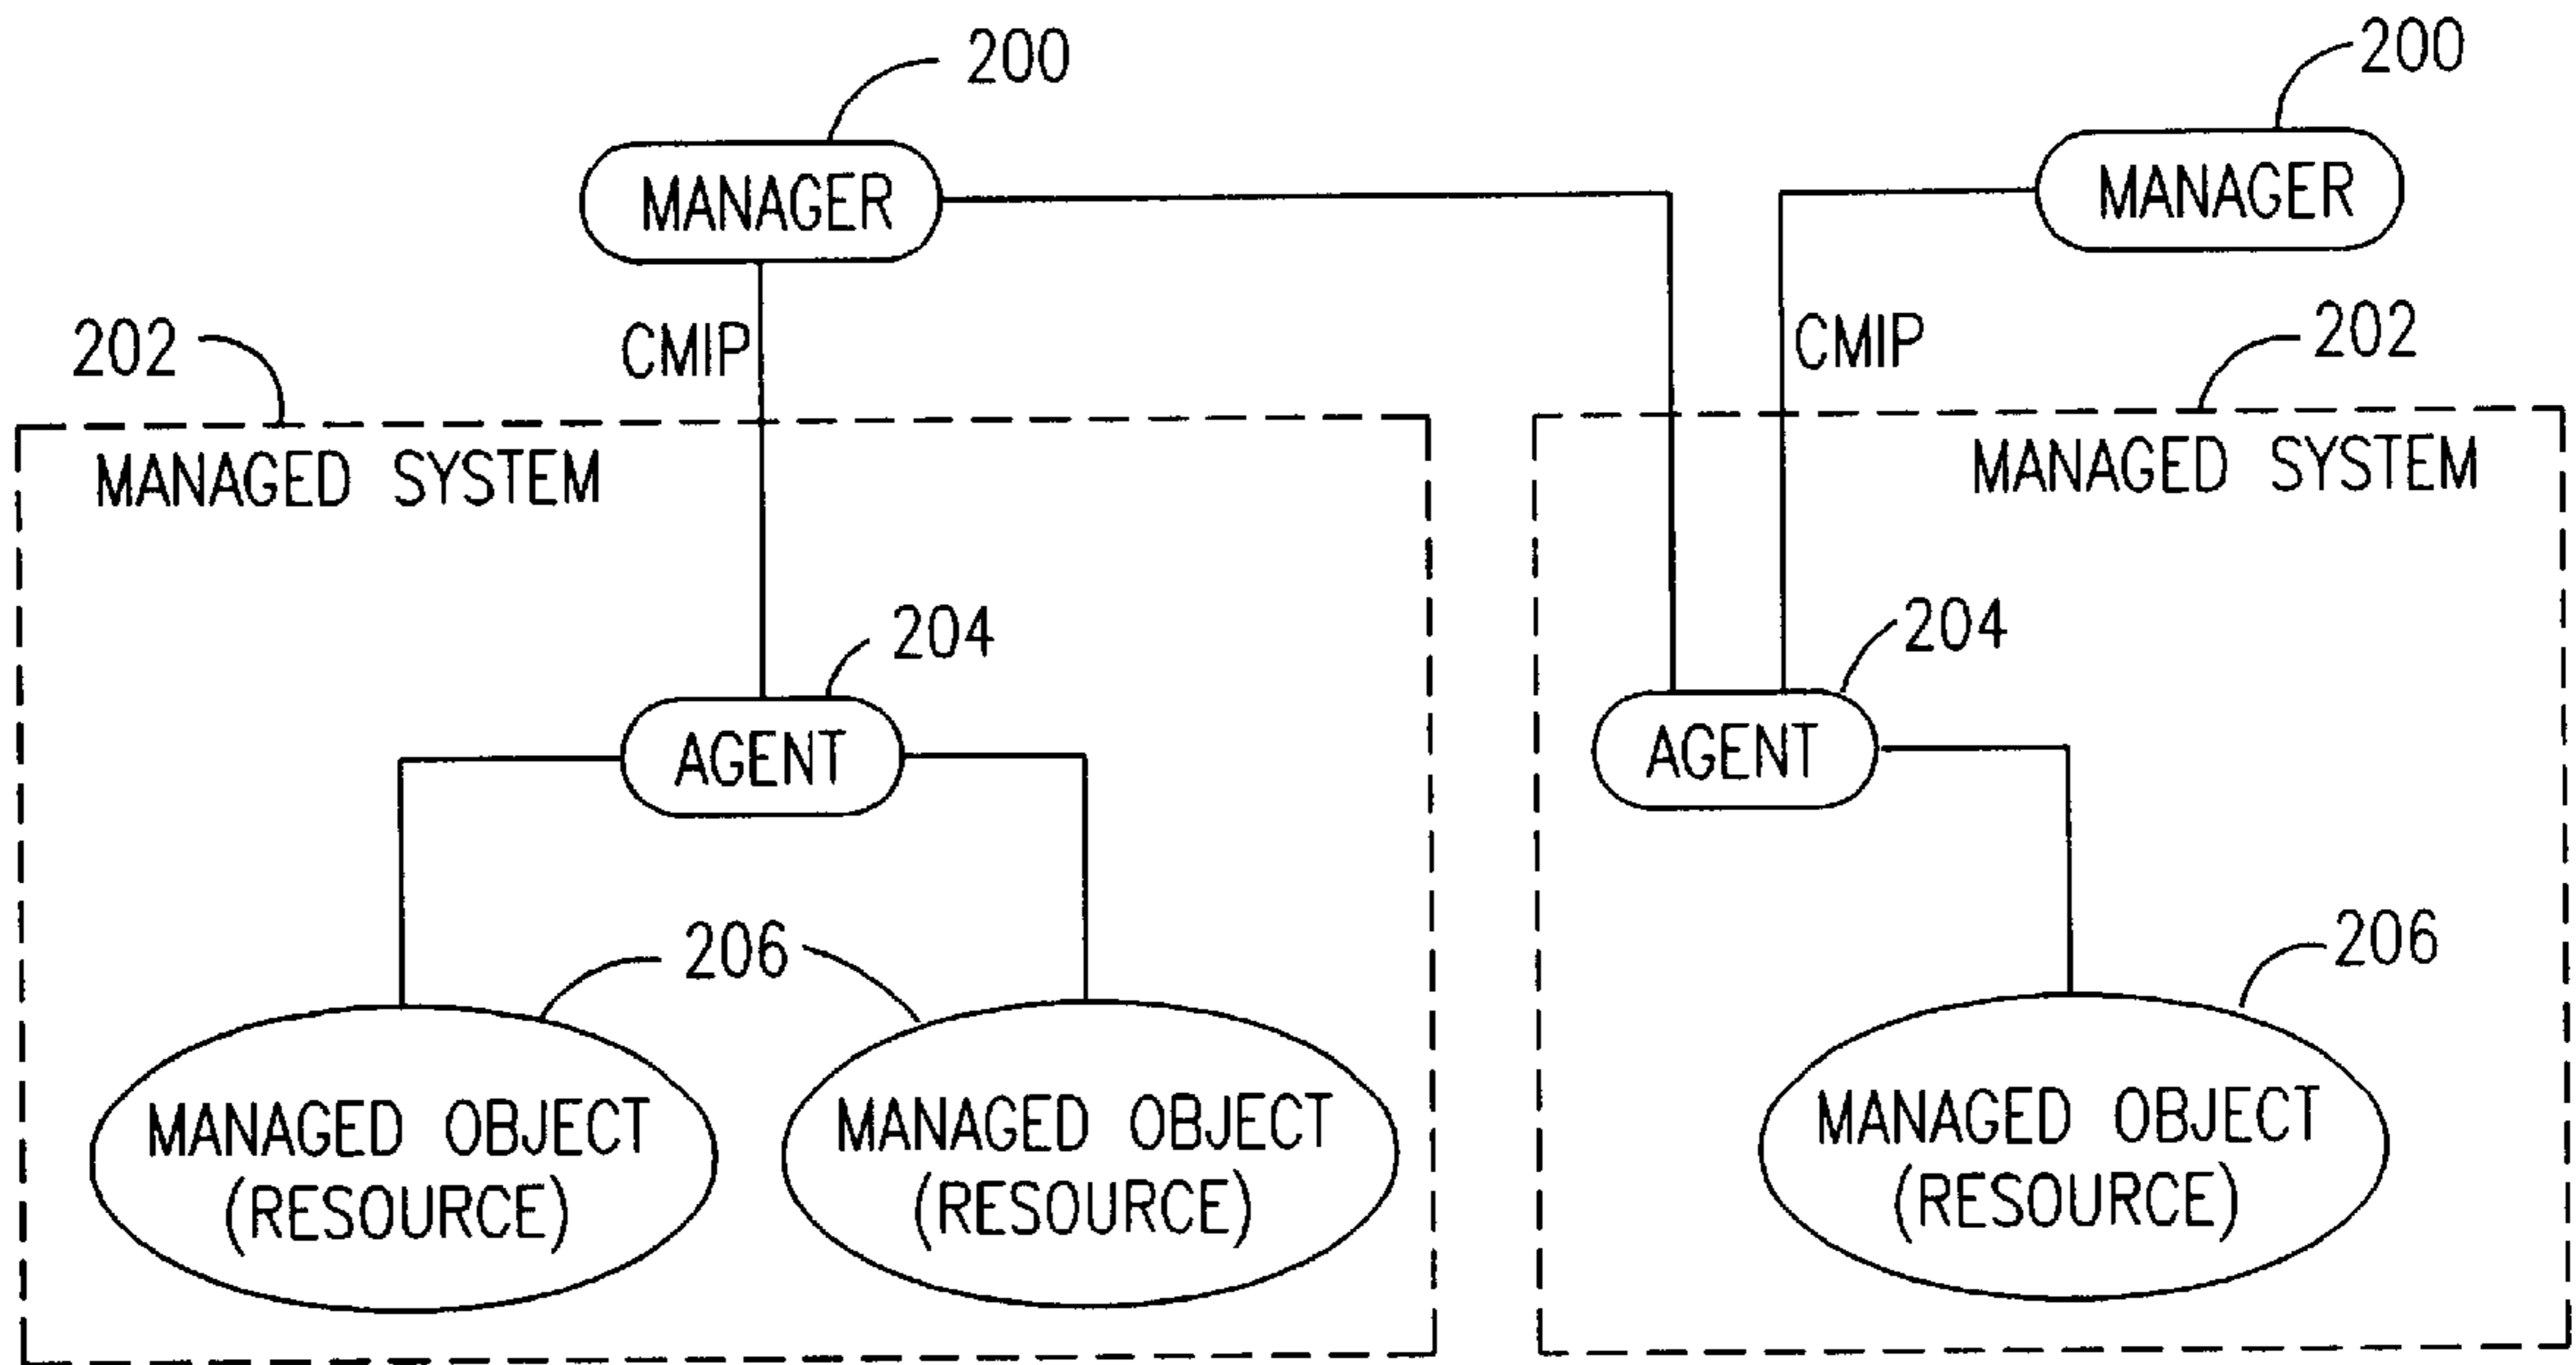 200
200
MANAGER
MANAGER
202
CMIP
CMIP
202
MANAGED SYSTEM
MANAGED SYSTEM
204
204
AGENT
AGENT
206
206
MANAGED OBJECT
(RESOURCE)
MANAGED OBJECT
(RESOURCE)
MANAGED OBJECT
(RESOURCE)